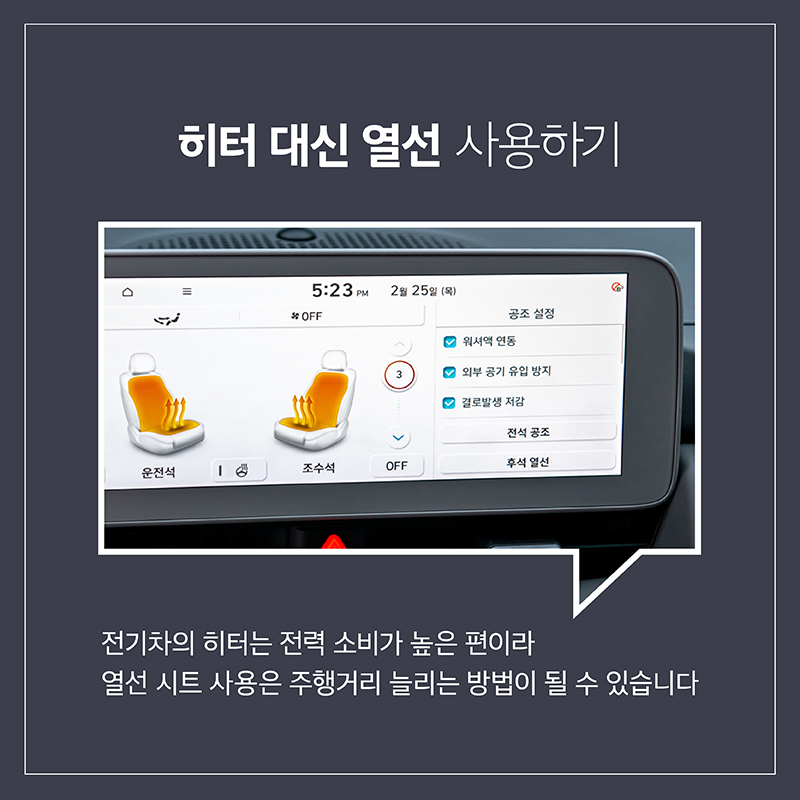 히터 대신 열선 사용하기
5:23 PM 2월 25일 (목)
OFF
공조 설정
워셔액 연동
외부 공기 유입 방지
3
결로발생 저감
전석 공조
운전석
조수석
OFF
후석 열선
전기차의 히터는 전력 소비가 높은 편이라
열선 시트 사용은 주행거리 늘리는 방법이 될 수 있습니다